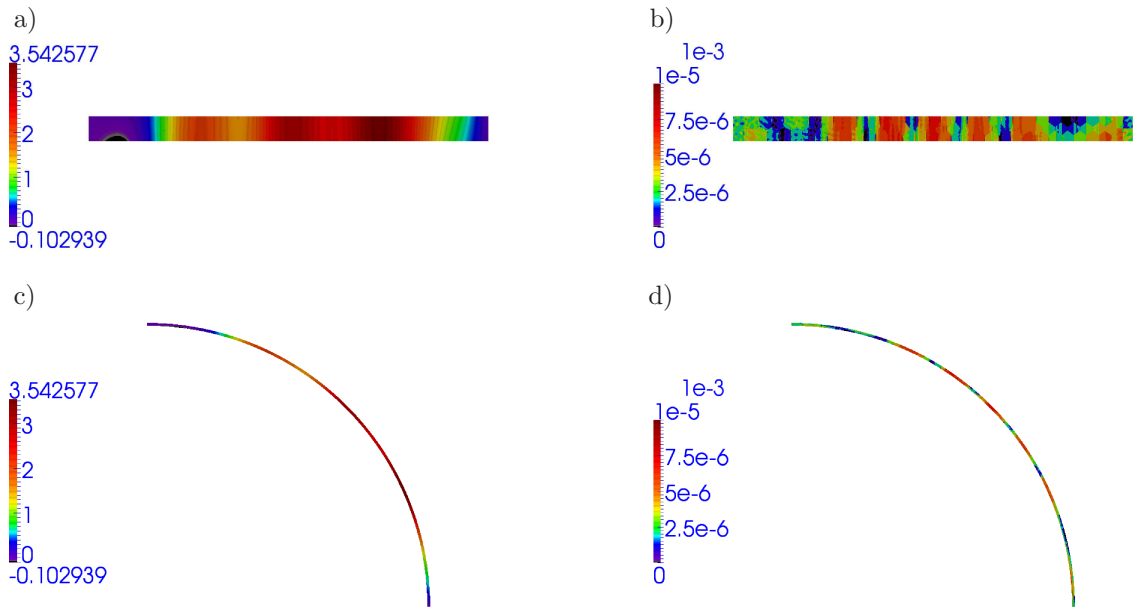 a)
3.542577
3
2
1
0
-0.102939
b)
1e-3
1e-5
7.5e-6
5e-6
2.5e-6
0
c)
3.542577
3
2
1
0
-0.102939
d)
1e-3
1e-5
7.5e-6
5e-6
2.5e-6
0